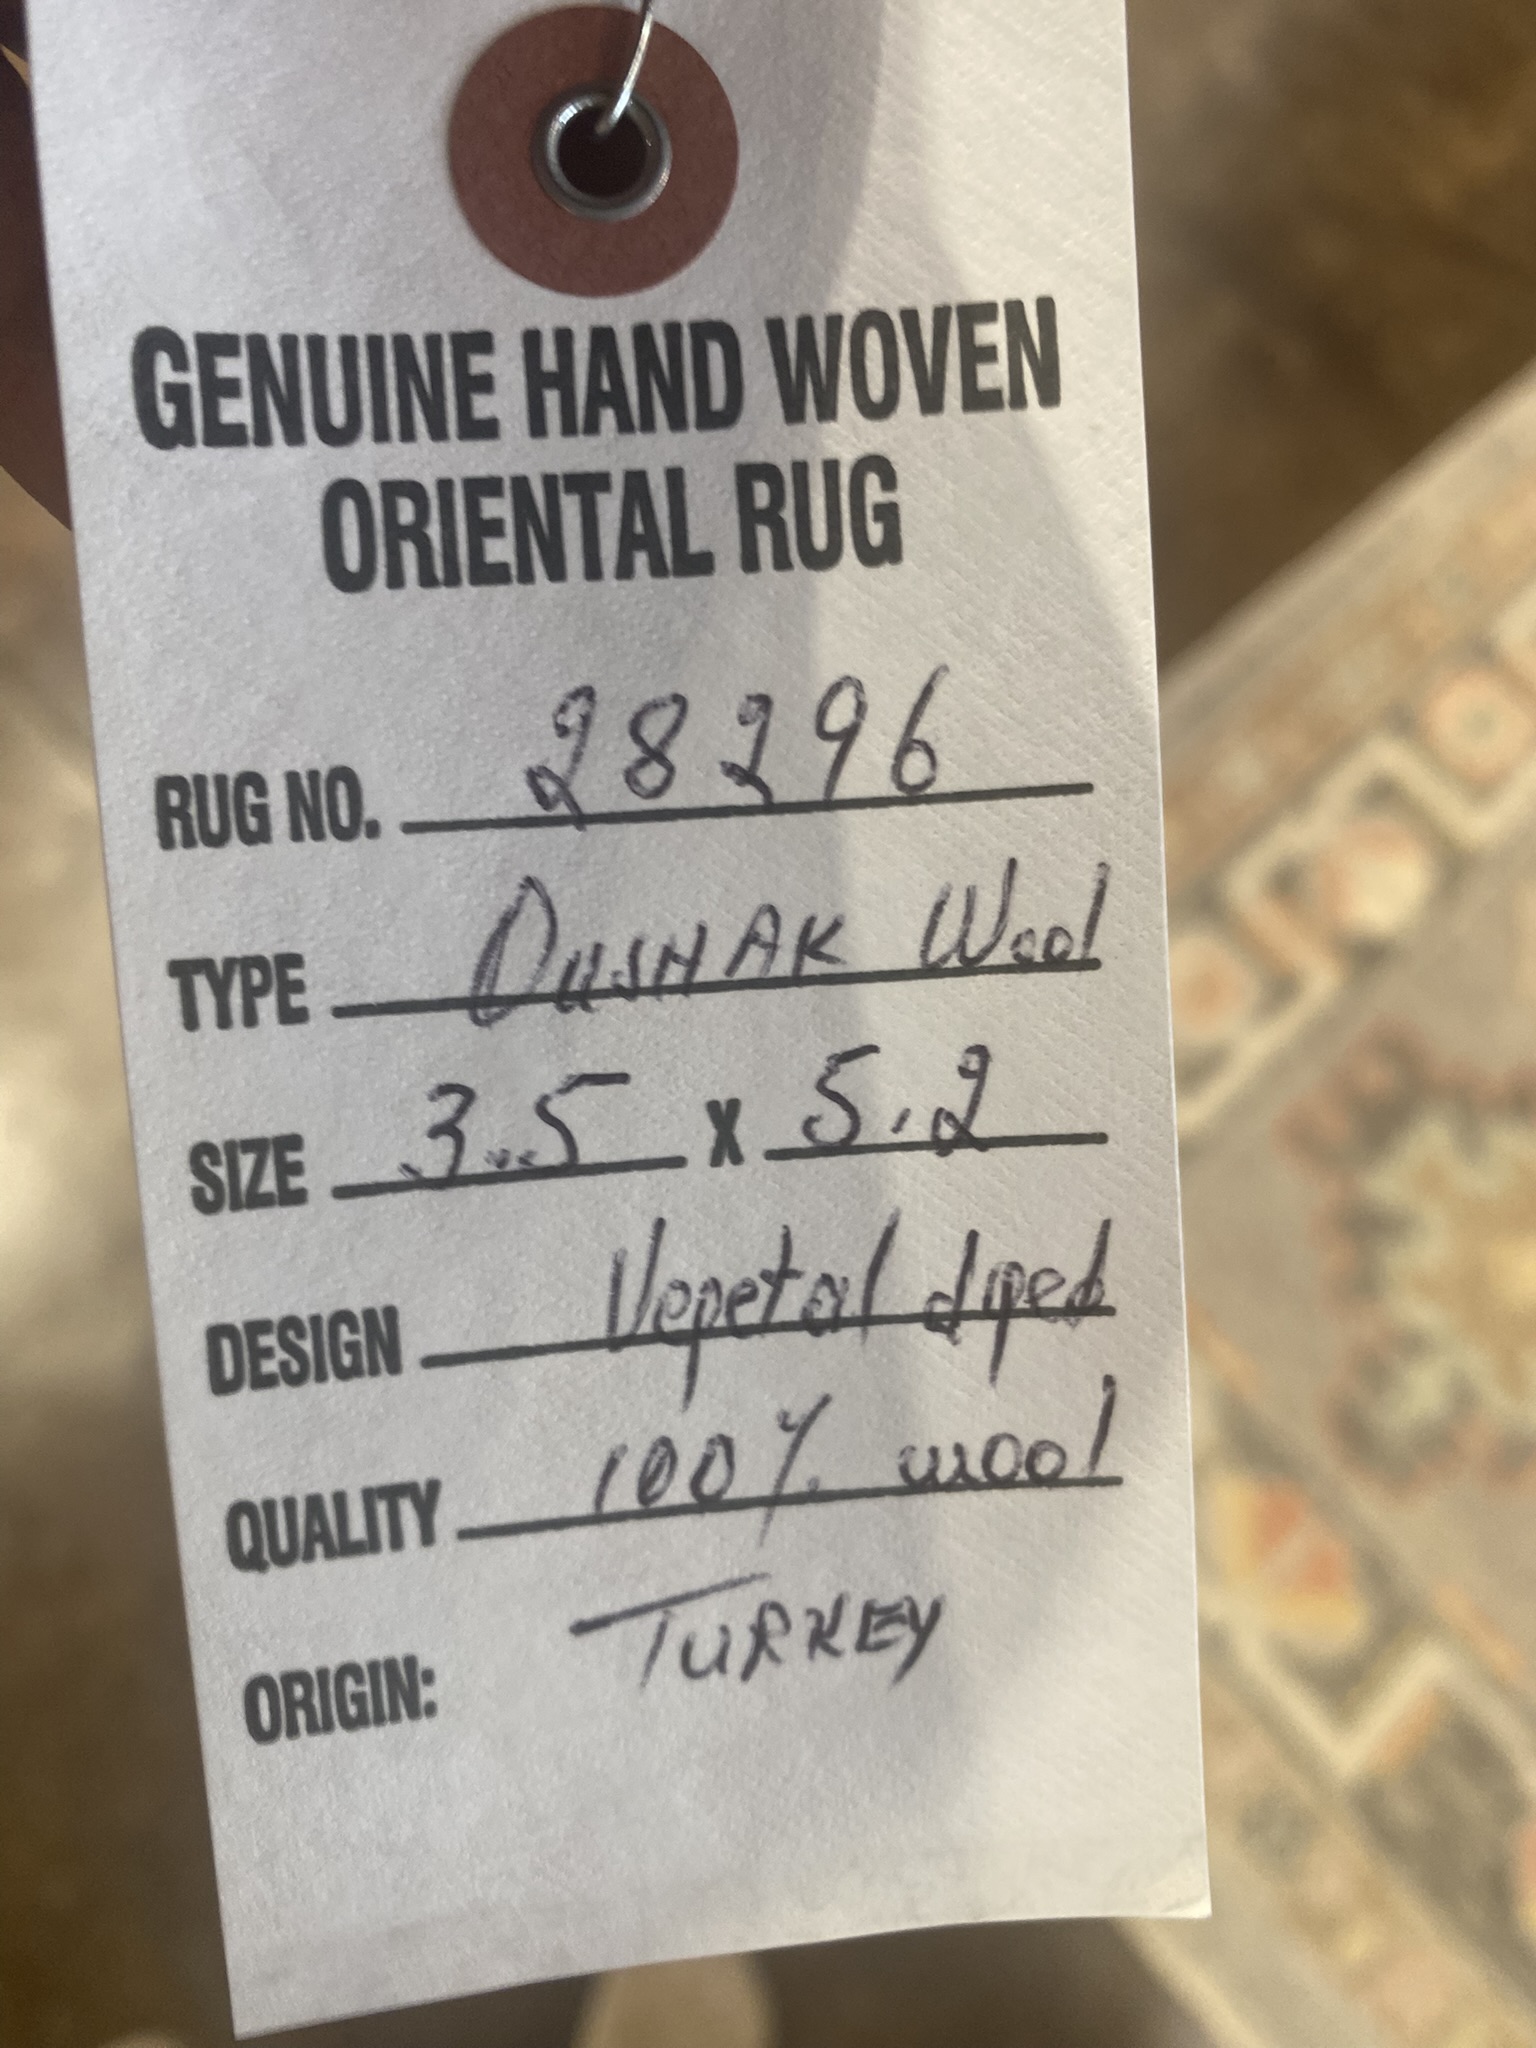 GENUINE HAND WOVEN
ORIENTAL RUG
RUG NO. 28296
TYPE OUSHAK Wool
SIZE 3.5 x 5.2
DESIGN Vegetal dyed
QUALITY 100% wool
ORIGIN: TURKEY